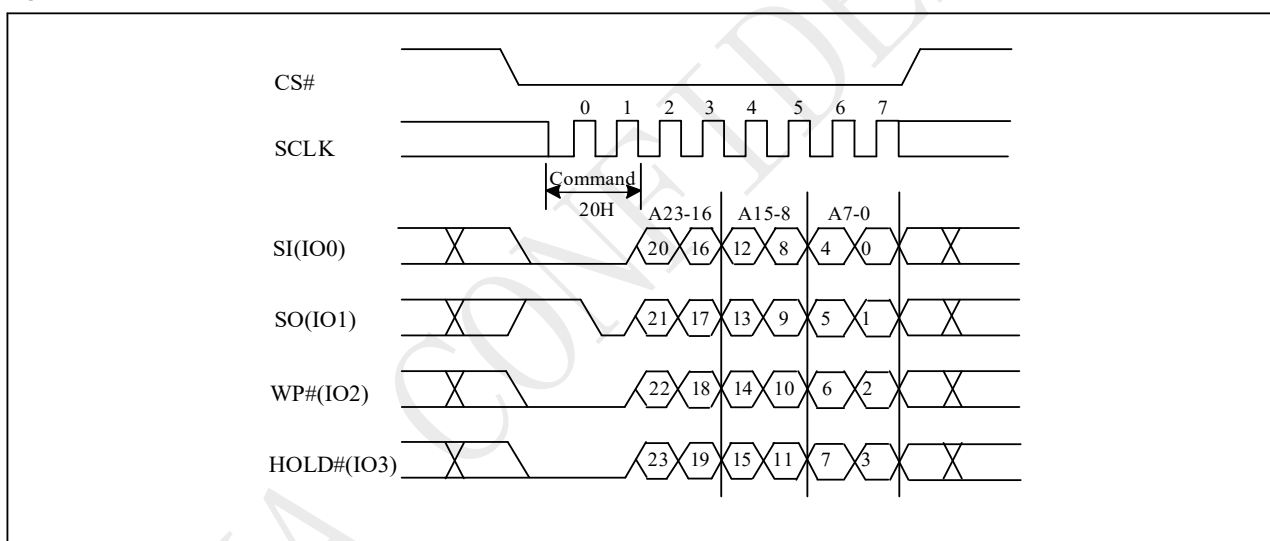 CS#
0 1 2 3 4 5 6 7
SCLK
Command
20H
A23-16 A15-8 A7-0
SI(IO0) 20 16 12 8 4 0
SO(IO1) 21 17 13 9 5 1
WP#(IO2) 22 18 14 10 6 2
HOLD#(IO3) 23 19 15 11 7 3